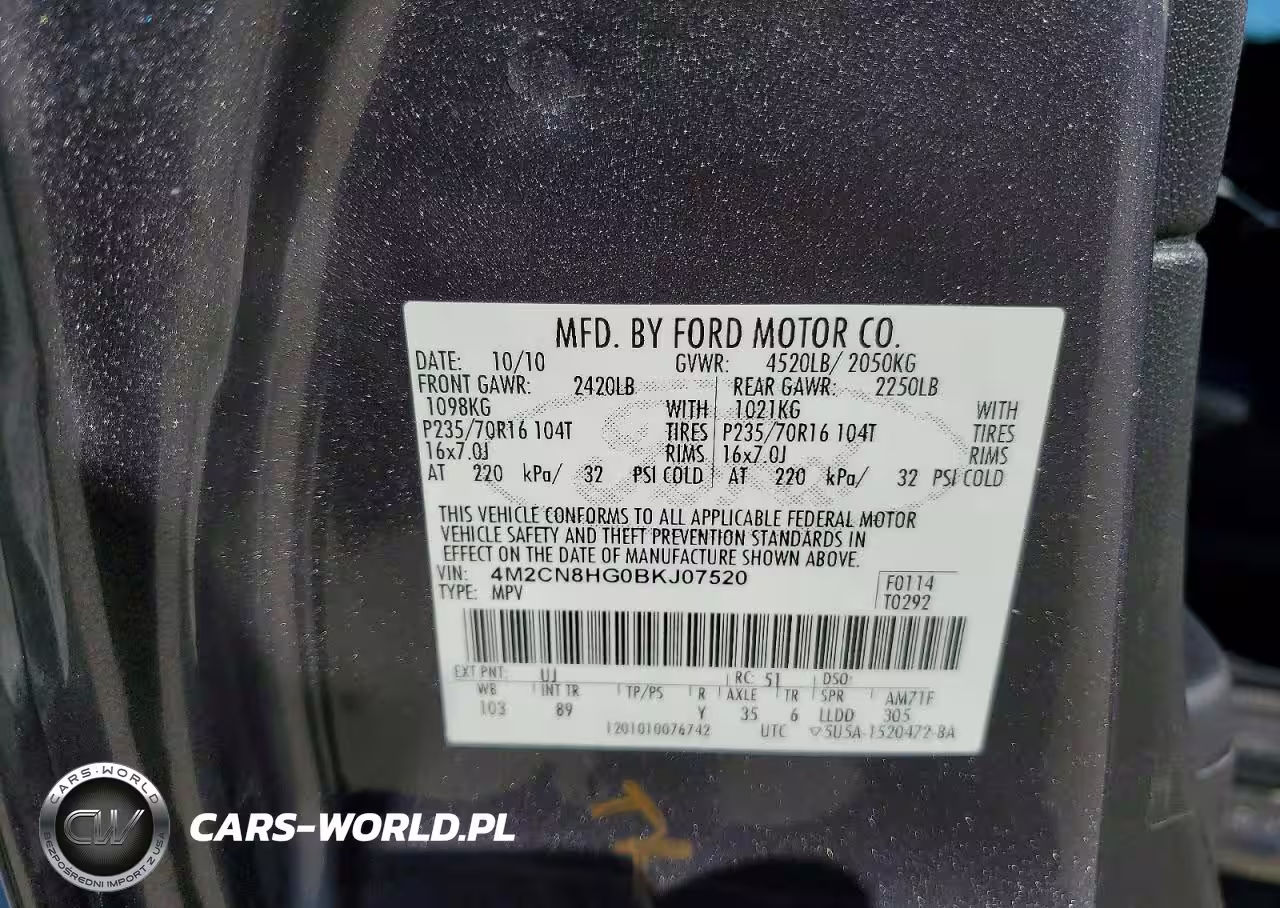 MFD. BY FORD MOTOR CO.
DATE: 10/10 GVWR: 4520LB/ 2050KG
FRONT GAWR: 2420LB REAR GAWR: 2250LB
1098KG WITH 1021KG WITH
P235/70R16 104T TIRES P235/70R16 104T TIRES
16x7.0J RIMS 16x7.0J RIMS
AT 220 kPa/ 32 PSI COLD AT 220 kPa/ 32 PSI COLD
THIS VEHICLE CONFORMS TO ALL APPLICABLE FEDERAL MOTOR
VEHICLE SAFETY AND THEFT PREVENTION STANDARDS IN
EFFECT ON THE DATE OF MANUFACTURE SHOWN ABOVE.
VIN: 4M2CN8HG0BKJ07520
TYPE: MPV
F0114
T0292
EXT PNT: UJ RC: 51 DSO:
WB INT TR TP/PS R AXLE TR SPR AM71F
103 89 Y 35 6 LLDD 305
1201010076742 UTC ▽5U5A-1520472-BA
CARS-WORLD
CW
BEZPOŚREDNI IMPORT Z USA
CARS-WORLD.PL